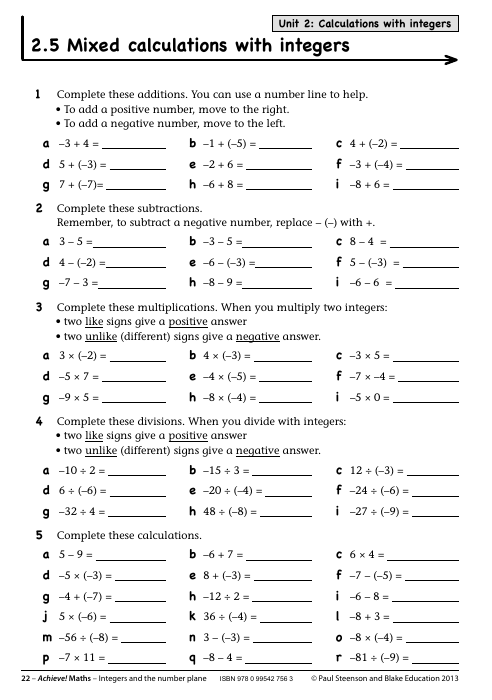 Unit 2: Calculations with integers
2.5 Mixed calculations with integers
1 Complete these additions. You can use a number line to help.
• To add a positive number, move to the right.
• To add a negative number, move to the left.
a –3 + 4 = b –1 + (–5) = c 4 + (–2) =
d 5 + (–3) = e –2 + 6 = f –3 + (–4) =
g 7 + (–7)= h –6 + 8 = i –8 + 6 =
2 Complete these subtractions.
Remember, to subtract a negative number, replace – (–) with +.
a 3 – 5 = b –3 – 5 = c 8 – 4 =
d 4 – (–2) = e –6 – (–3) = f 5 – (–3) =
g –7 – 3 = h –8 – 9 = i –6 – 6 =
3 Complete these multiplications. When you multiply two integers:
• two like signs give a positive answer
• two unlike (different) signs give a negative answer.
a 3 × (–2) = b 4 × (–3) = c –3 × 5 =
d –5 × 7 = e –4 × (–5) = f –7 × –4 =
g –9 × 5 = h –8 × (–4) = i –5 × 0 =
4 Complete these divisions. When you divide with integers:
• two like signs give a positive answer
• two unlike (different) signs give a negative answer.
a –10 ÷ 2 = b –15 ÷ 3 = c 12 ÷ (–3) =
d 6 ÷ (–6) = e –20 ÷ (–4) = f –24 ÷ (–6) =
g –32 ÷ 4 = h 48 ÷ (–8) = i –27 ÷ (–9) =
5 Complete these calculations.
a 5 – 9 = b –6 + 7 = c 6 × 4 =
d –5 × (–3) = e 8 + (–3) = f –7 – (–5) =
g –4 + (–7) = h –12 ÷ 2 = i –6 – 8 =
j 5 × (–6) = k 36 ÷ (–4) = l –8 + 3 =
m –56 ÷ (–8) = n 3 – (–3) = o –8 × (–4) =
p –7 × 11 = q –8 – 4 = r –81 ÷ (–9) =
22 – Achieve! Maths – Integers and the number plane ISBN 978 0 99542 756 3 © Paul Steenson and Blake Education 2013